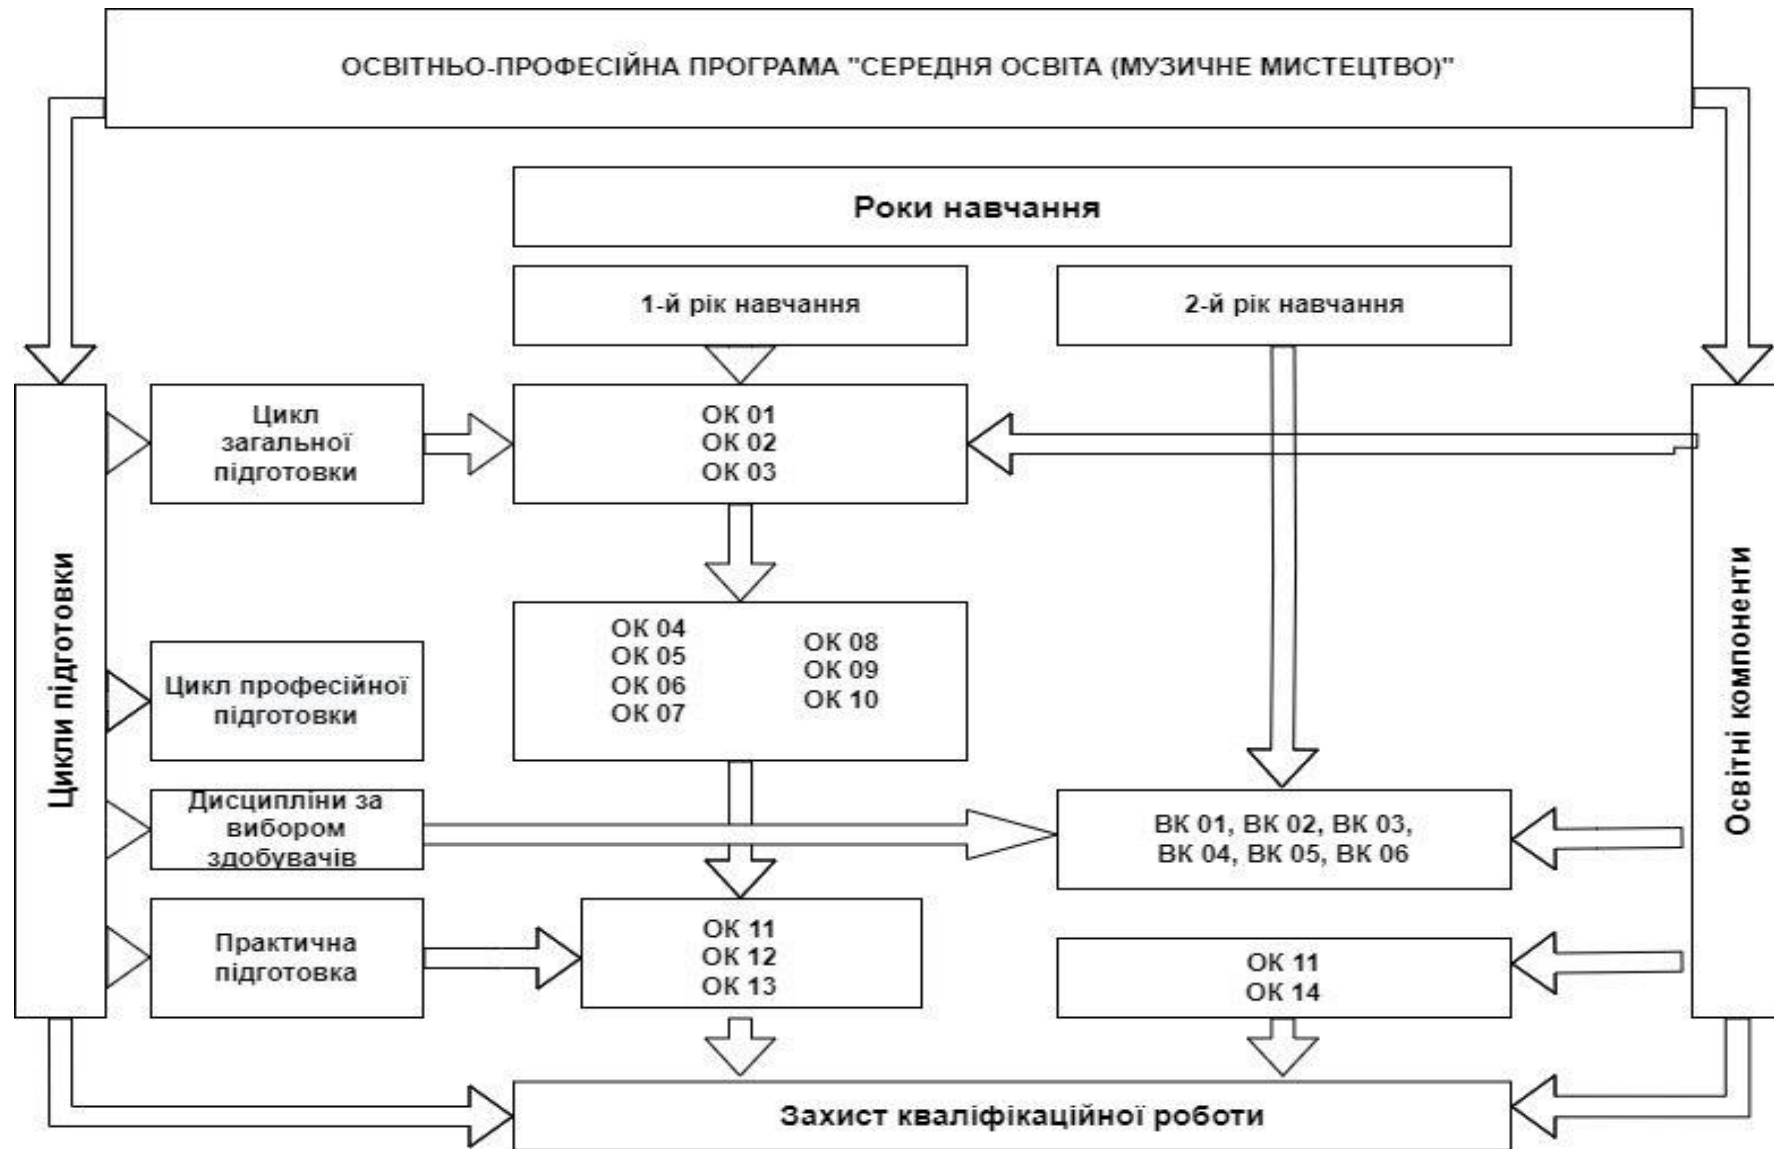 ОСВІТНЬО-ПРОФЕСІЙНА ПРОГРАМА "СЕРЕДНЯ ОСВІТА (МУЗИЧНЕ МИСТЕЦТВО)"
Роки навчання
1-й рік навчання
2-й рік навчання
Цикли підготовки
Цикл
загальної
підготовки
ОК 01
ОК 02
ОК 03
Освітні компоненти
Цикл професійної
підготовки
ОК 04
ОК 05
ОК 06
ОК 07
ОК 08
ОК 09
ОК 10
Дисципліни за
вибором
здобувачів
ВК 01, ВК 02, ВК 03,
ВК 04, ВК 05, ВК 06
Практична
підготовка
ОК 11
ОК 12
ОК 13
ОК 11
ОК 14
Захист кваліфікаційної роботи